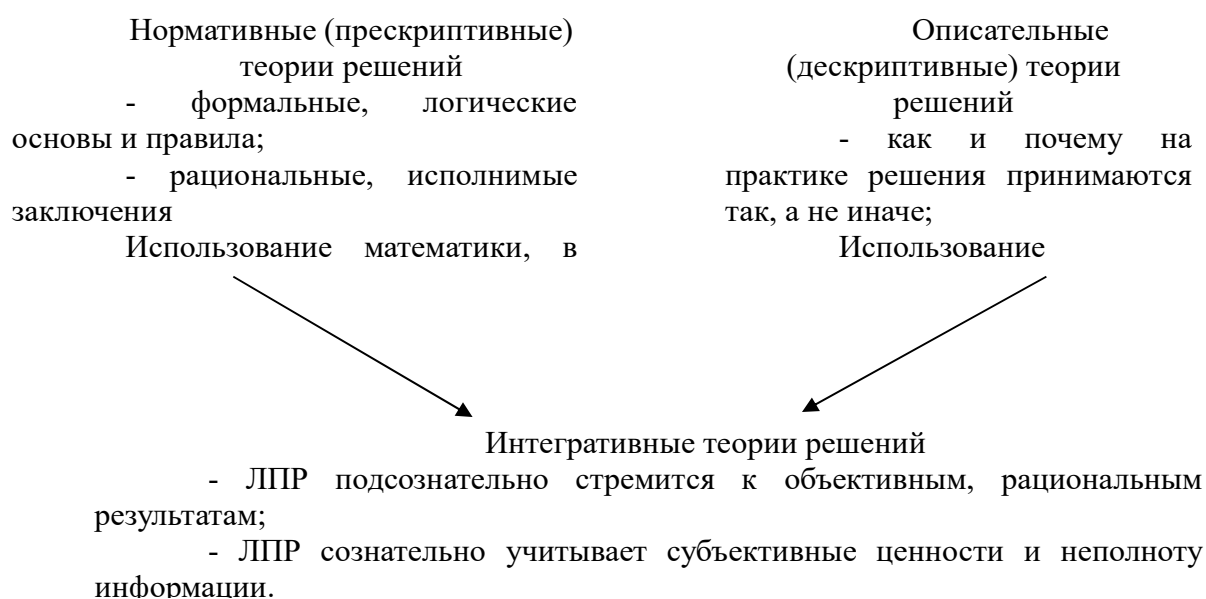 Нормативные (прескриптивные)
теории решений
- формальные, логические
основы и правила;
- рациональные, исполнимые
заключения
Использование математики, в
Описательные
(дескриптивные) теории
решений
- как и почему на
практике решения принимаются
так, а не иначе;
Использование
Интегративные теории решений
- ЛПР подсознательно стремится к объективным, рациональным
результатам;
- ЛПР сознательно учитывает субъективные ценности и неполноту
информации.